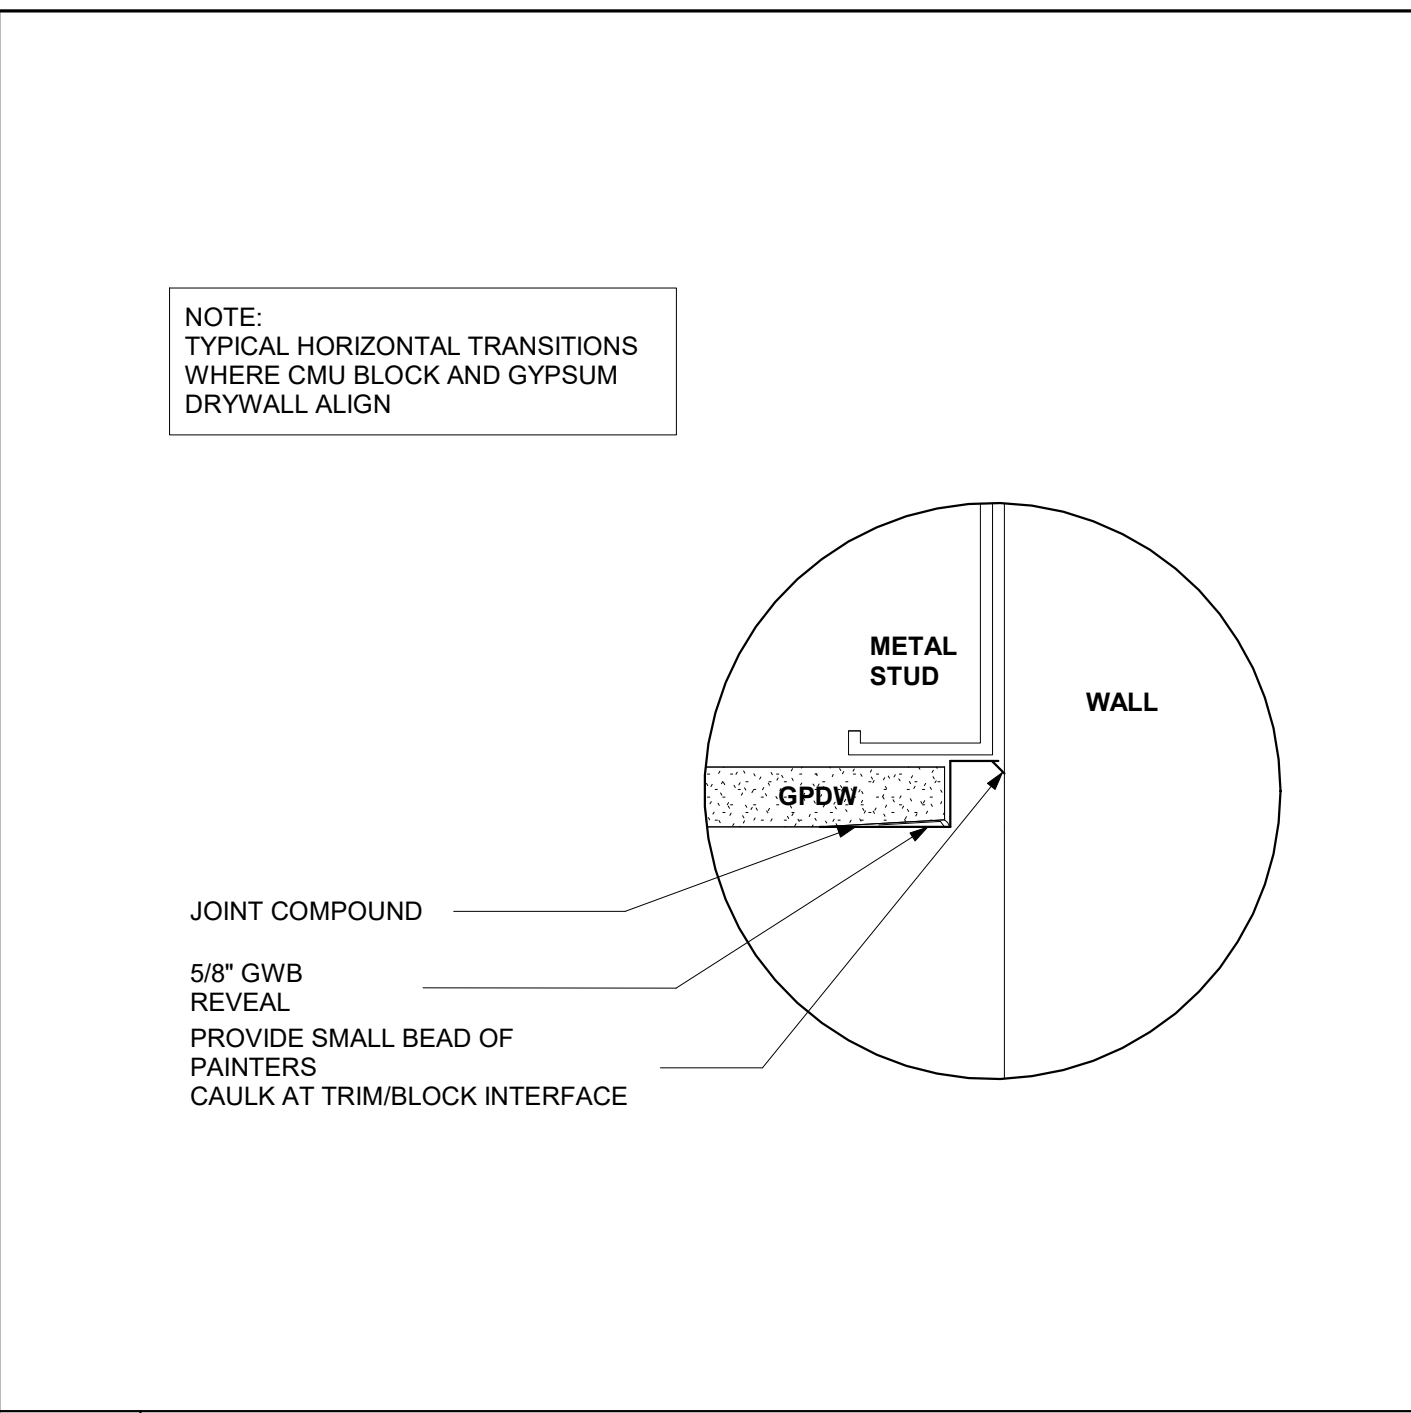 NOTE:
TYPICAL HORIZONTAL TRANSITIONS
WHERE CMU BLOCK AND GYPSUM
DRYWALL ALIGN
METAL
STUD
WALL
GPDW
JOINT COMPOUND
5/8" GWB
REVEAL
PROVIDE SMALL BEAD OF
PAINTERS
CAULK AT TRIM/BLOCK INTERFACE